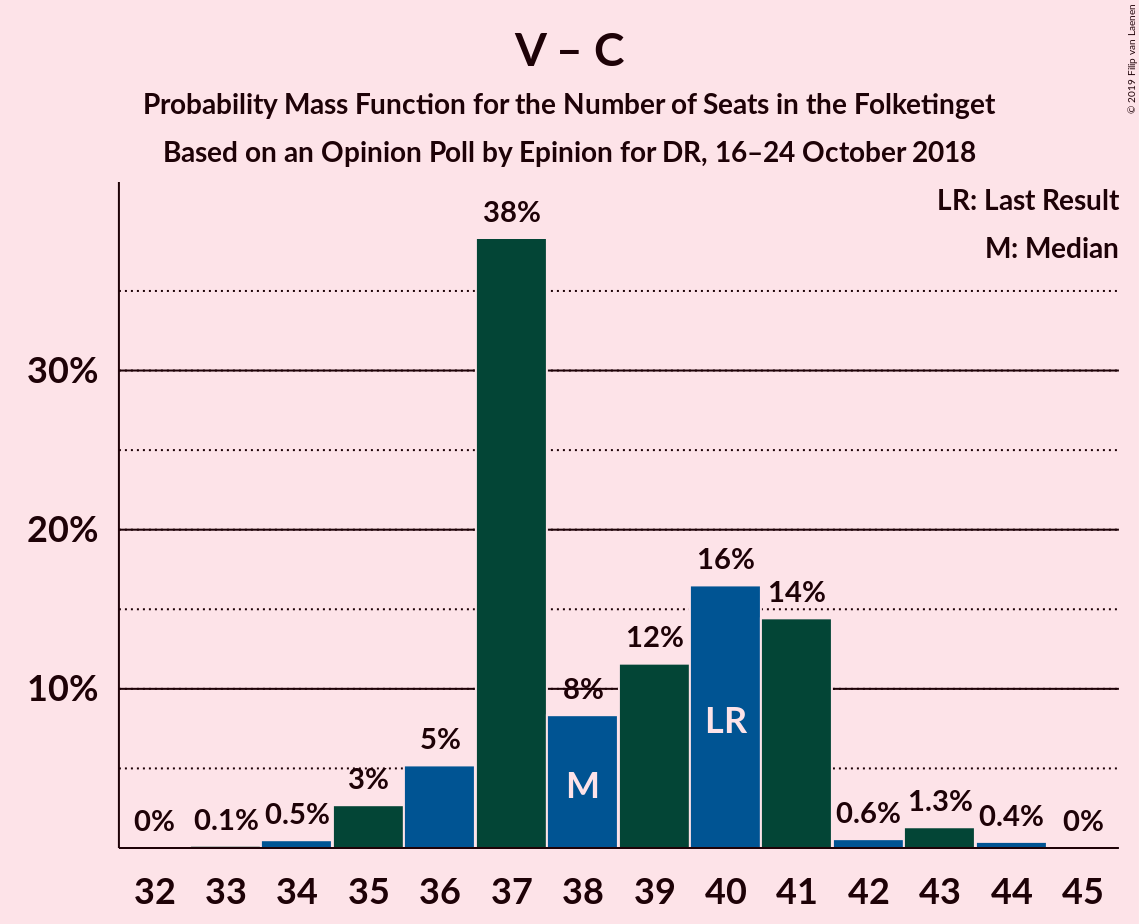 V – C
Probability Mass Function for the Number of Seats in the Folketinget
Based on an Opinion Poll by Epinion for DR, 16–24 October 2018
© 2019 Filip van Laenen
LR: Last Result
M: Median
30%
20%
10%
0%
0.1%
0.5%
3%
5%
38%
8%
12%
16%
14%
0.6%
1.3%
0.4%
0%
M
LR
32 33 34 35 36 37 38 39 40 41 42 43 44 45